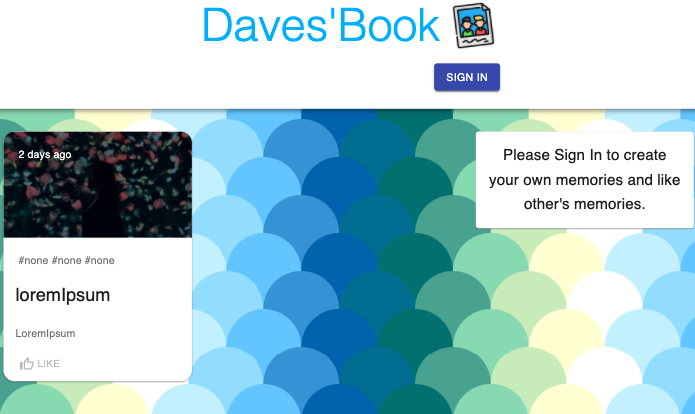 Daves'Book
SIGN IN
2 days ago
#none #none #none
loremIpsum
LoremIpsum
LIKE
Please Sign In to create
your own memories and like
other's memories.